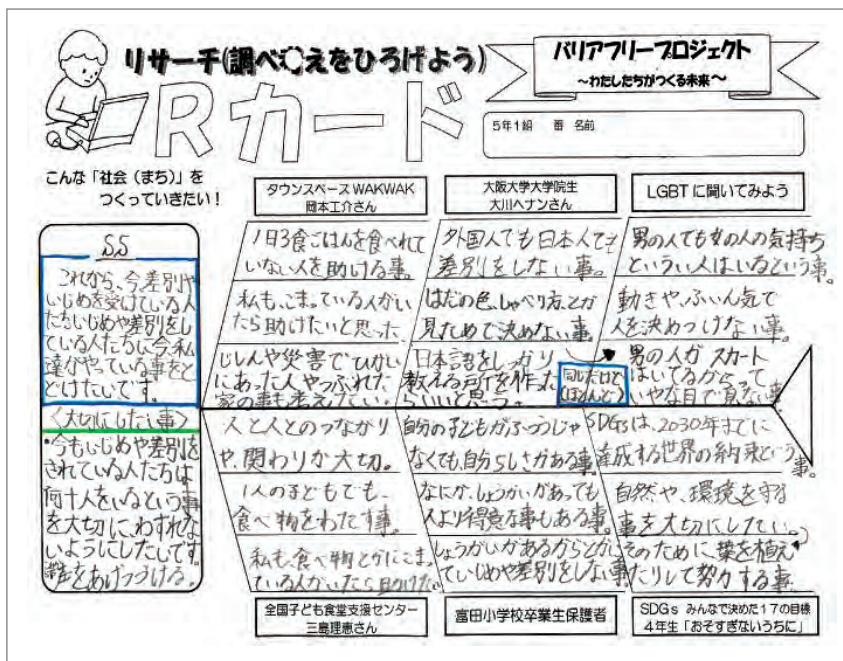 リサーチ(調べ
えをひろげよう)
Rカード
バリアフリープロジェクト
~わたしたちがつくる未来~
5年1組 番 名前
こんな「社会(まち)」を
つくっていきたい!
タウンスペースWAKWAK
岡本工介さん
大阪大学大学院生
大川ヘナンさん
LGBTに聞いてみよう
SS
これから、今差別や
いじめを受けている人
たちいじめや差別をし
ている人たちに今、私
達がやっている事をと
とけたいです。
〈大切にしたい事〉
・今もいじめや差別を
されている人たちは
何十人をいるという事
を大切に、わすれな
いようにしたいです。
声をあげつづける。
1日3食ごはんを食べれて
いない人を助ける事。
私も、こまっている人がい
たら助けたいと思った
じしんや災害でひがい
にあった人やつぶれた
家の事も考えたい。
外国人でも日本人でも
差別をしない事。
はだの色、しゃべり方とか
見ためで決めない事。
日本語をしっかり
教える所を作った
らいいと思う。
同じだけど
ほとんど
男の人でも女の人の気持ち
というい人はいるという事。
動きや、ふいん気で
人を決めつけない事。
男の人がスカート
はいてるからって
いやな目で見ない事
人と人とのつながり
や、関わりが大切。
1人の子どもでも、
食べ物をわたす事。
私も、食べ物とかにこまっ
ている人がいたら助けたい
自分の子どもがふつうじゃ
なくても、自分らしさがある事。
なにか、しょうがいがあっても
人より得意な事もある事。
しょうがいがあるからとかっ
ていじめや差別をしない事
SDGsは、2030年までに
達成する世界の約束という事。
自然や、環境を守る
事を大切にしたい。
そのために葉を植え
たりして努力する事
全国子ども食堂支援センター
三島理恵さん
富田小学校卒業生保護者
SDGs みんなで決めた17の目標
4年生「おそすぎないうちに」